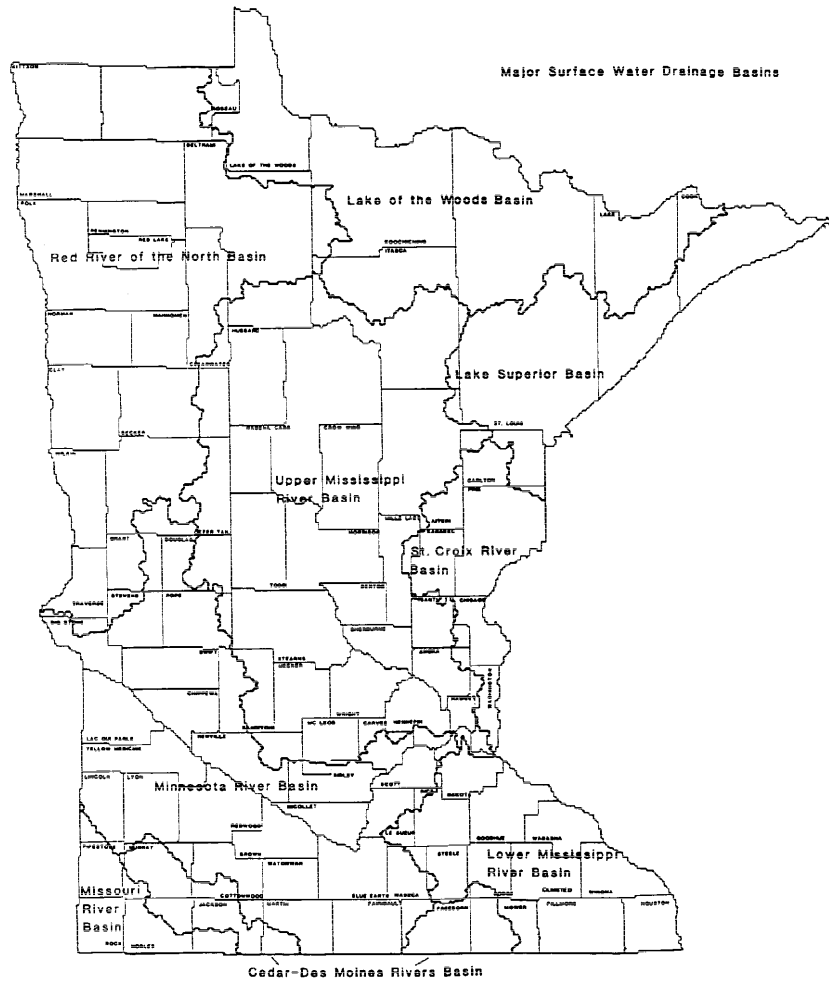 Major Surface Water Drainage Basins
KITTSON
ROSEAU
BELTRAMI
LAKE OF THE WOODS
MARSHALL
POLK
Lake of the Woods Basin
LAKE
COOK
PENNINGTON
RED LAKE
KOOCHICHING
ITASCA
Red River of the North Basin
NORMAN
MAHNOMEN
HUBBARD
CLAY
CLEARWATER
Lake Superior Basin
BECKER
WADENA CASS
CROW WING
ST. LOUIS
WILKIN
Upper Mississippi
River Basin
CARLTON
PINE
GRANT
DOUGLAS
OTTER TAIL
MORRISON
MILLE LACS
AITKIN
KANABEC
St. Croix River
Basin
TRAVERSE
STEVENS
POPE
TODD
BENTON
ISANTI
CHISAGO
BIG STONE
SHERBURNE
SWIFT
STEARNS
MEEKER
ANOKA
CHIPPEWA
RAMSEY
WASHINGTON
WRIGHT
LAC QUI PARLE
YELLOW MEDICINE
RENVILLE
KANDIYOHI
MC LEOD
CARVER
HENNEPIN
LINCOLN
LYON
Minnesota River Basin
SIBLEY
SCOTT
RICE
DAKOTA
NICOLLET
REDWOOD
LE SUEUR
GOODHUE
WABASHA
PIPESTONE
MURRAY
BROWN
WATONWAN
STEELE
Lower Mississippi
River Basin
Missouri
River
Basin
COTTONWOOD
BLUE EARTH
WASECA
DODGE
OLMSTED
WINONA
JACKSON
MARTIN
FARIBAULT
FREEBORN
MOWER
FILLMORE
HOUSTON
ROCK
NOBLES
Cedar-Des Moines Rivers Basin